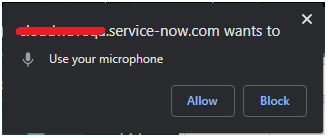 .service-now.com wants to
Use your microphone
Allow
Block